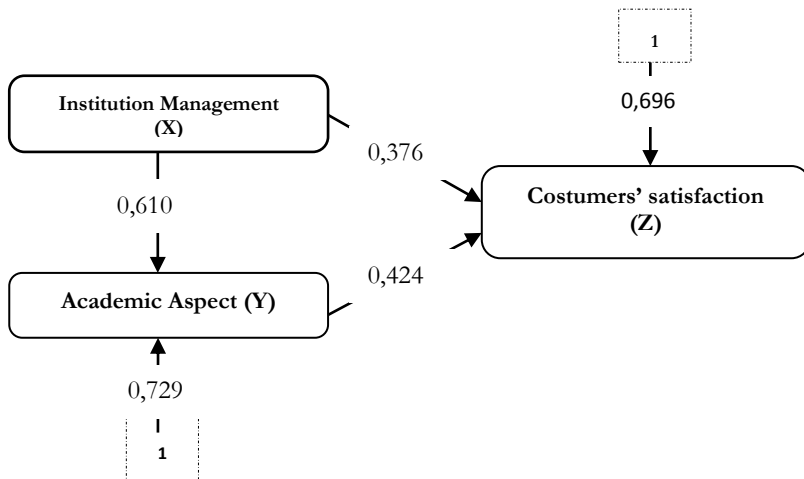 1
0,696
Institution Management
(X)
0,376
Costumers’ satisfaction
(Z)
0,610
0,424
Academic Aspect (Y)
0,729
1